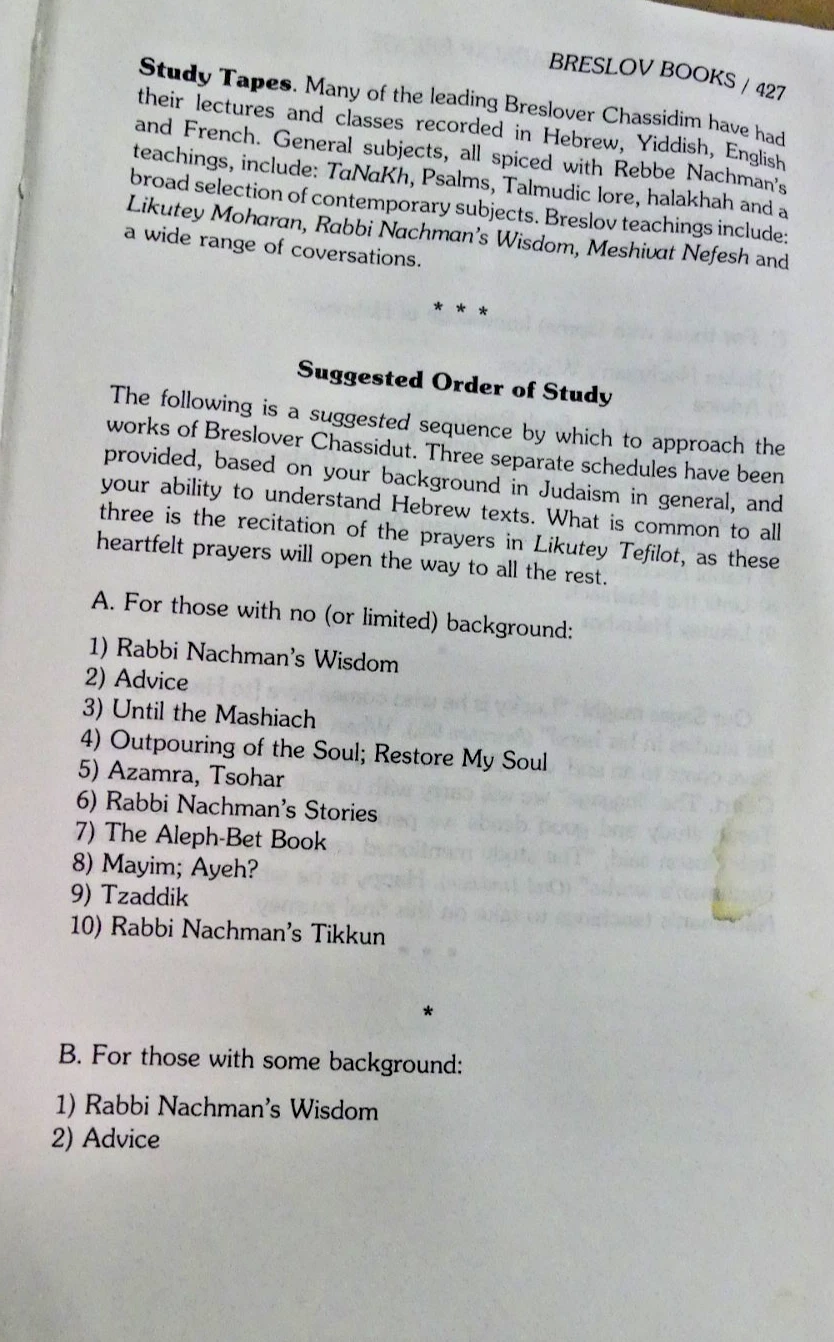 BRESLOV BOOKS / 427
Study Tapes. Many of the leading Breslover Chassidim have had
their lectures and classes recorded in Hebrew, Yiddish, English
and French. General subjects, all spiced with Rebbe Nachman's
teachings, include: TaNaKh, Psalms, Talmudic lore, halakhah and a
broad selection of contemporary subjects. Breslov teachings include:
Likutey Moharan, Rabbi Nachman's Wisdom, Meshivat Nefesh and
a wide range of coversations.
* * *
Suggested Order of Study
The following is a suggested sequence by which to approach the
works of Breslover Chassidut. Three separate schedules have been
provided, based on your background in Judaism in general, and
your ability to understand Hebrew texts. What is common to all
three is the recitation of the prayers in Likutey Tefilot, as these
heartfelt prayers will open the way to all the rest.
A. For those with no (or limited) background:
1) Rabbi Nachman's Wisdom
2) Advice
3) Until the Mashiach
4) Outpouring of the Soul; Restore My Soul
5) Azamra, Tsohar
6) Rabbi Nachman's Stories
7) The Aleph-Bet Book
8) Mayim; Ayeh?
9) Tzaddik
10) Rabbi Nachman's Tikkun
*
B. For those with some background:
1) Rabbi Nachman's Wisdom
2) Advice